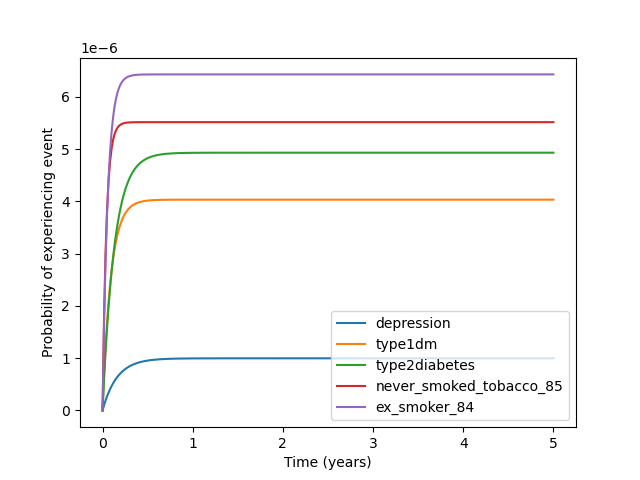 1e−6
6
5
4
3
2
1
0
Probability of experiencing event
0
1
2
3
4
5
Time (years)
depression
type1dm
type2diabetes
never_smoked_tobacco_85
ex_smoker_84